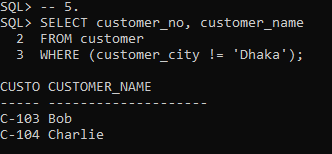 SQL> -- 5.
SQL> SELECT customer_no, customer_name
  2  FROM customer
  3  WHERE (customer_city != 'Dhaka');
CUSTO CUSTOMER_NAME
----- --------------------
C-103 Bob
C-104 Charlie